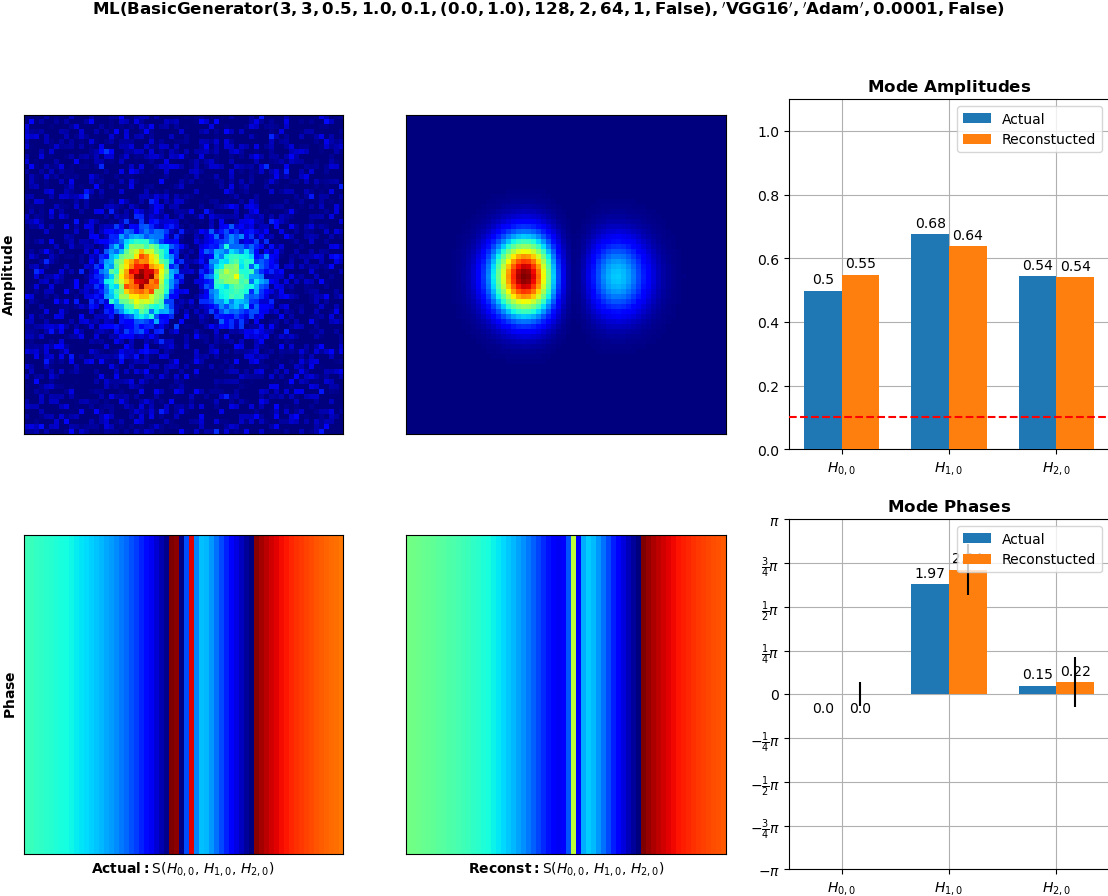 ML(BasicGenerator(3, 3, 0.5, 1.0, 0.1, (0.0, 1.0), 128, 2, 64, 1, False), ′VGG16′, ′Adam′, 0.0001, False)
Amplitude
Mode Amplitudes
Actual
Reconstucted
1.0
0.8
0.6
0.4
0.2
0.0
0.5
0.55
0.68
0.64
0.54
0.54
H0,0
H1,0
H2,0
Phase
Actual: S(H0,0, H1,0, H2,0)
Reconst: S(H0,0, H1,0, H2,0)
Mode Phases
Actual
Reconstucted
π
3/4π
1/2π
1/4π
0
−1/4π
−1/2π
−3/4π
−π
0.0
0.0
1.97
0.15
0.22
H0,0
H1,0
H2,0